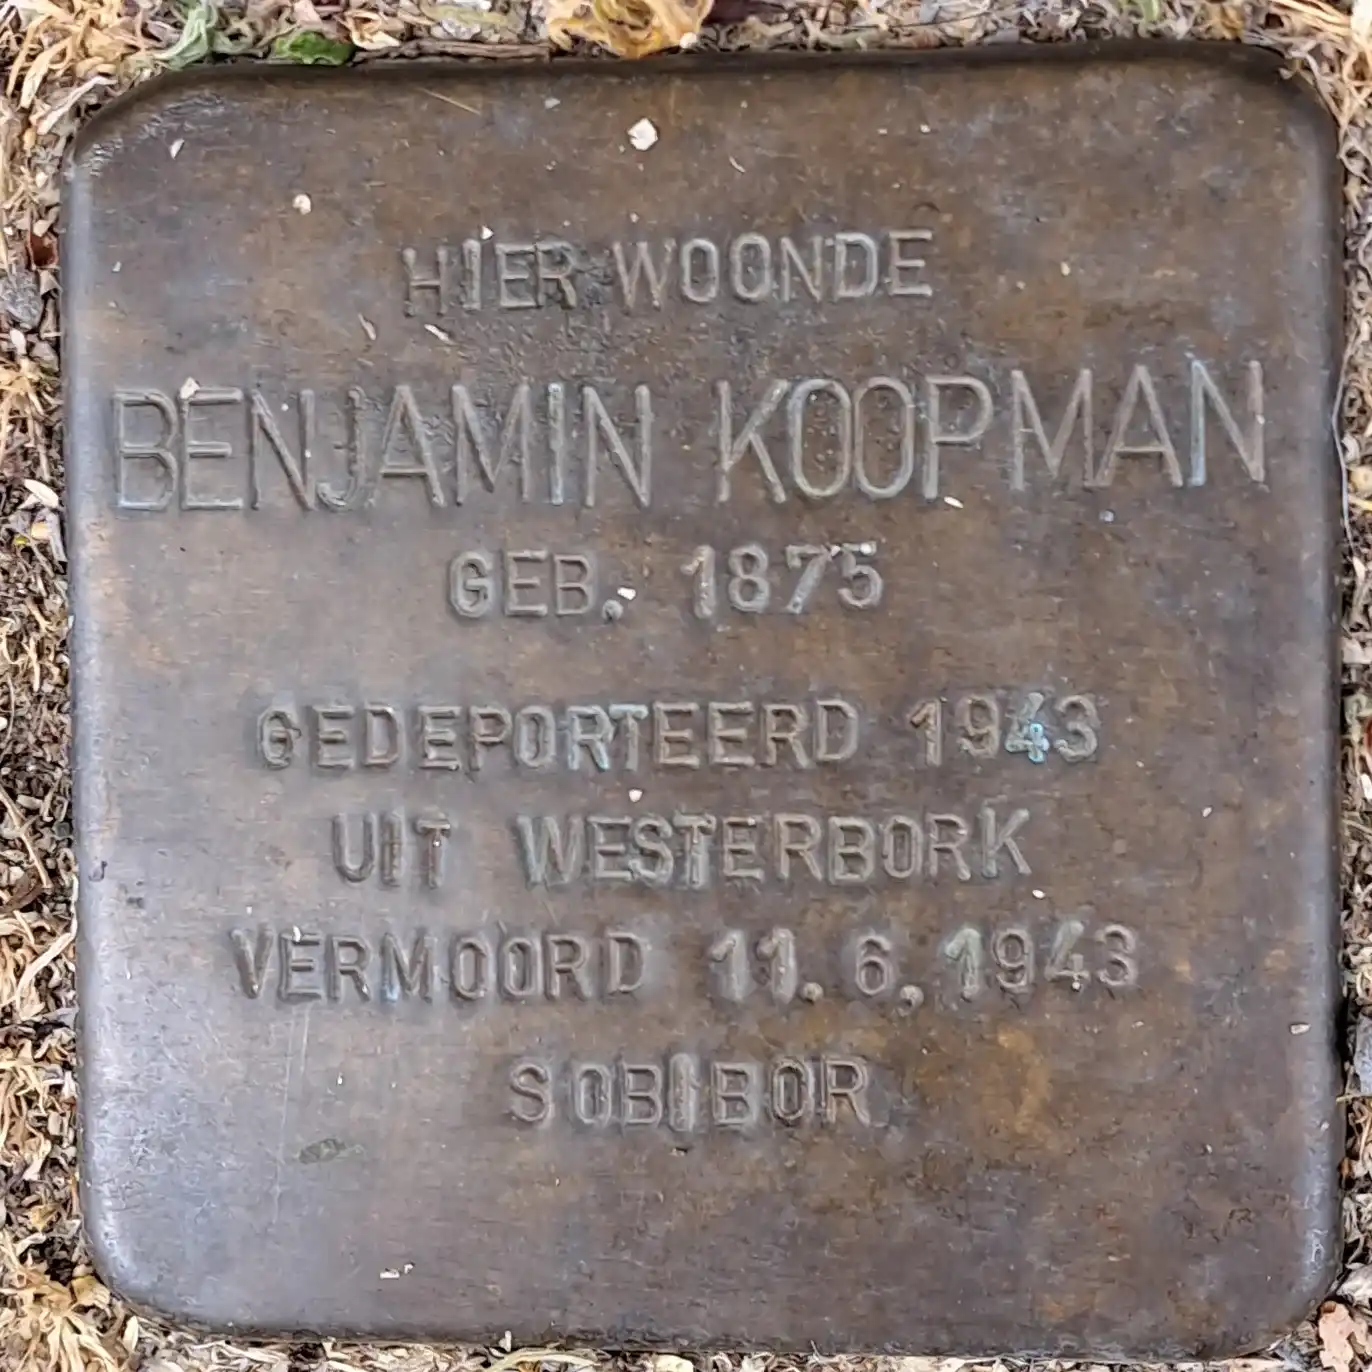 HIER WOONDE
BENJAMIN KOOPMAN
GEB. 1875
GEDEPORTEERD 1943
UIT WESTERBORK
VERMOORD 11.6.1943
SOBIBOR